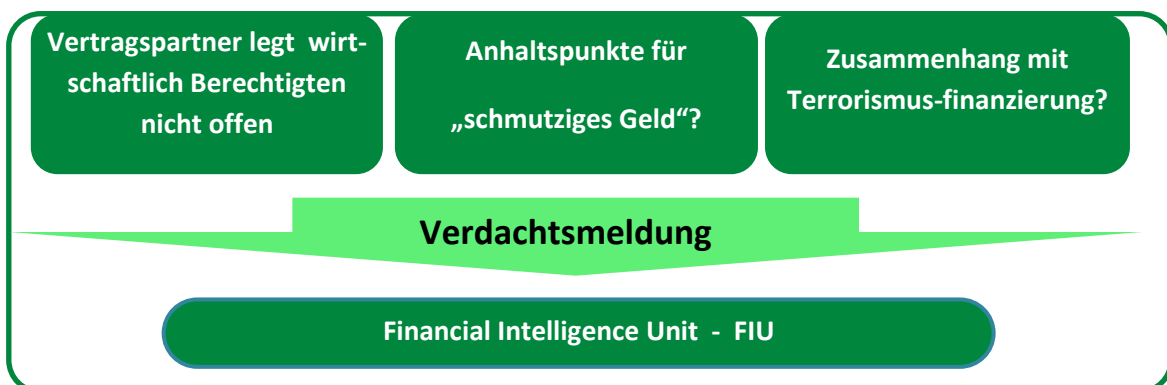 Vertragspartner legt wirt-
schaftlich Berechtigten
nicht offen
Anhaltspunkte für
„schmutziges Geld“?
Zusammenhang mit
Terrorismus-finanzierung?
Verdachtsmeldung
Financial Intelligence Unit - FIU